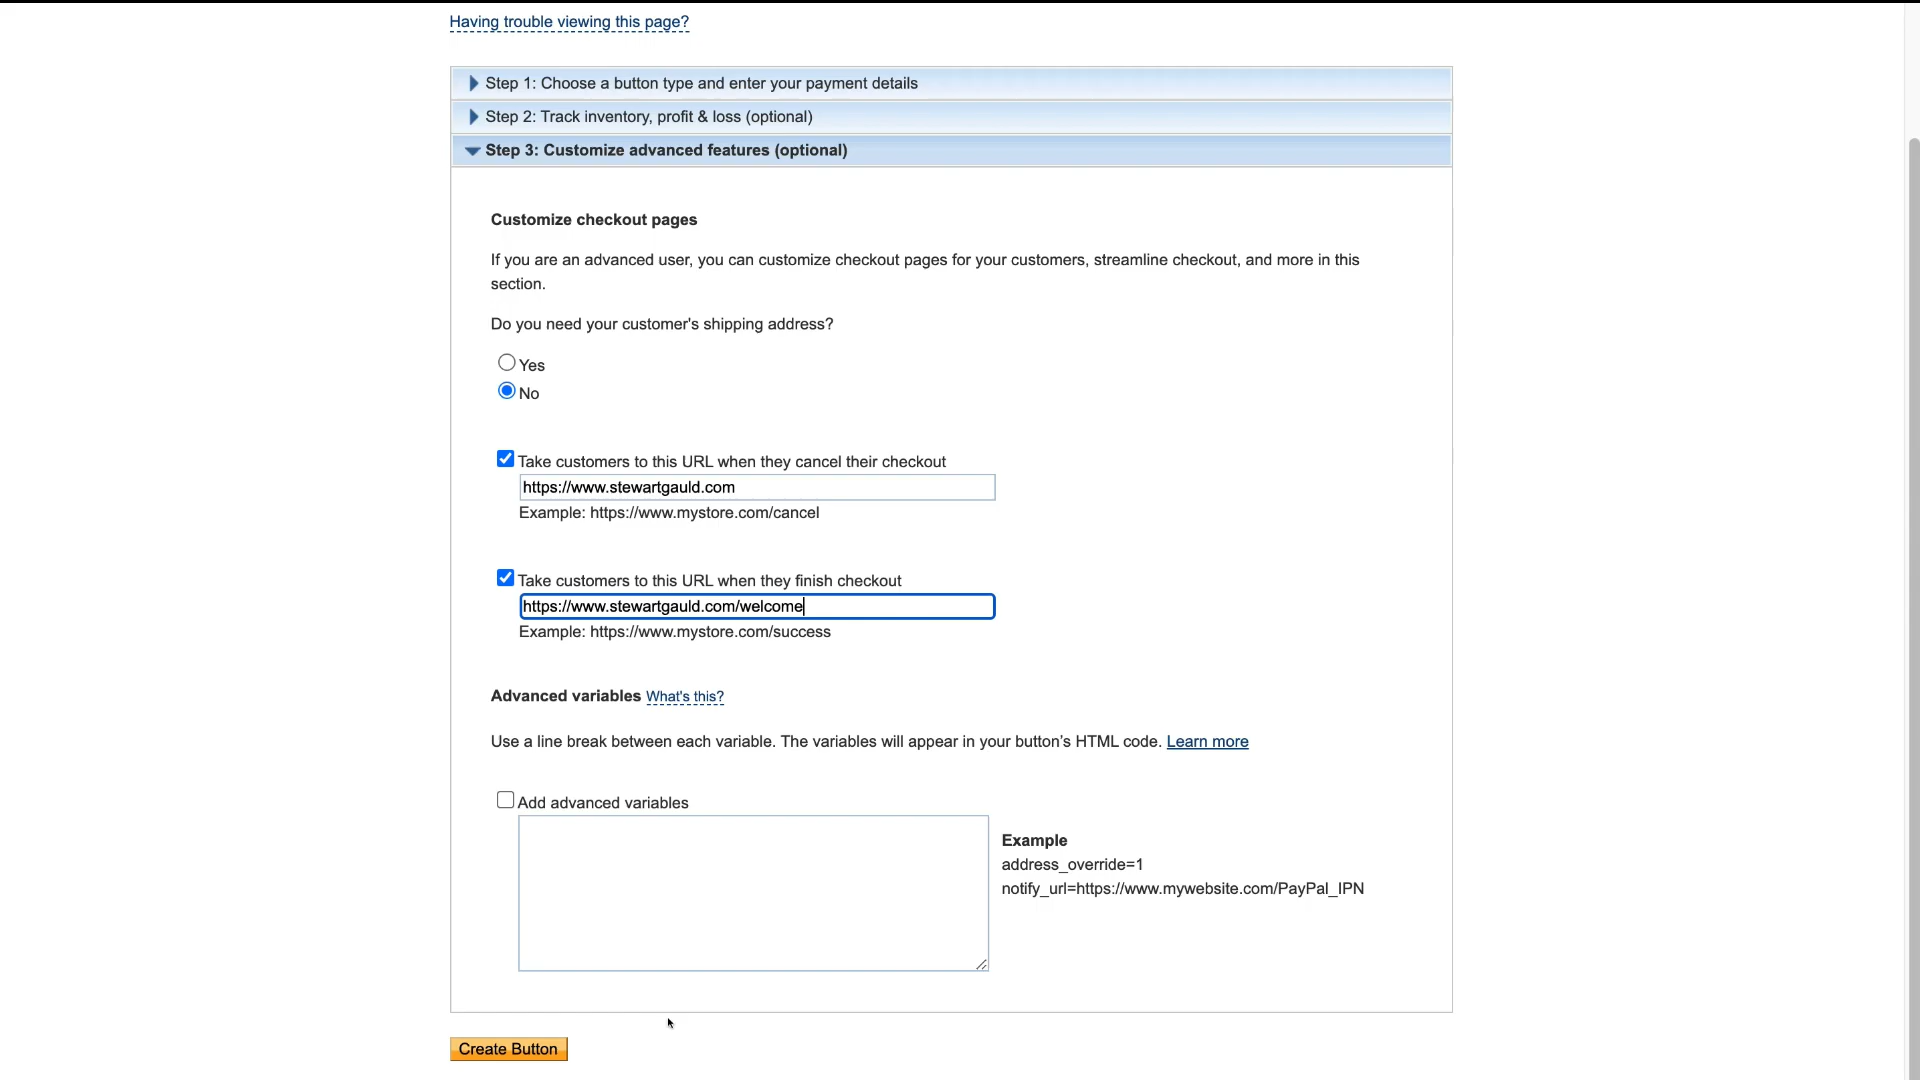 Having trouble viewing this page?
Step 1: Choose a button type and enter your payment details
Step 2: Track inventory, profit & loss (optional)
Step 3: Customize advanced features (optional)
Customize checkout pages
If you are an advanced user, you can customize checkout pages for your customers, streamline checkout, and more in this
section.
Do you need your customer's shipping address?
Yes
No
Take customers to this URL when they cancel their checkout
https://www.stewartgauld.com
Example: https://www.mystore.com/cancel
Take customers to this URL when they finish checkout
https://www.stewartgauld.com/welcome
Example: https://www.mystore.com/success
Advanced variables What's this?
Use a line break between each variable. The variables will appear in your button’s HTML code. Learn more
Add advanced variables
Example
address_override=1
notify_url=https://www.mywebsite.com/PayPal_IPN
Create Button